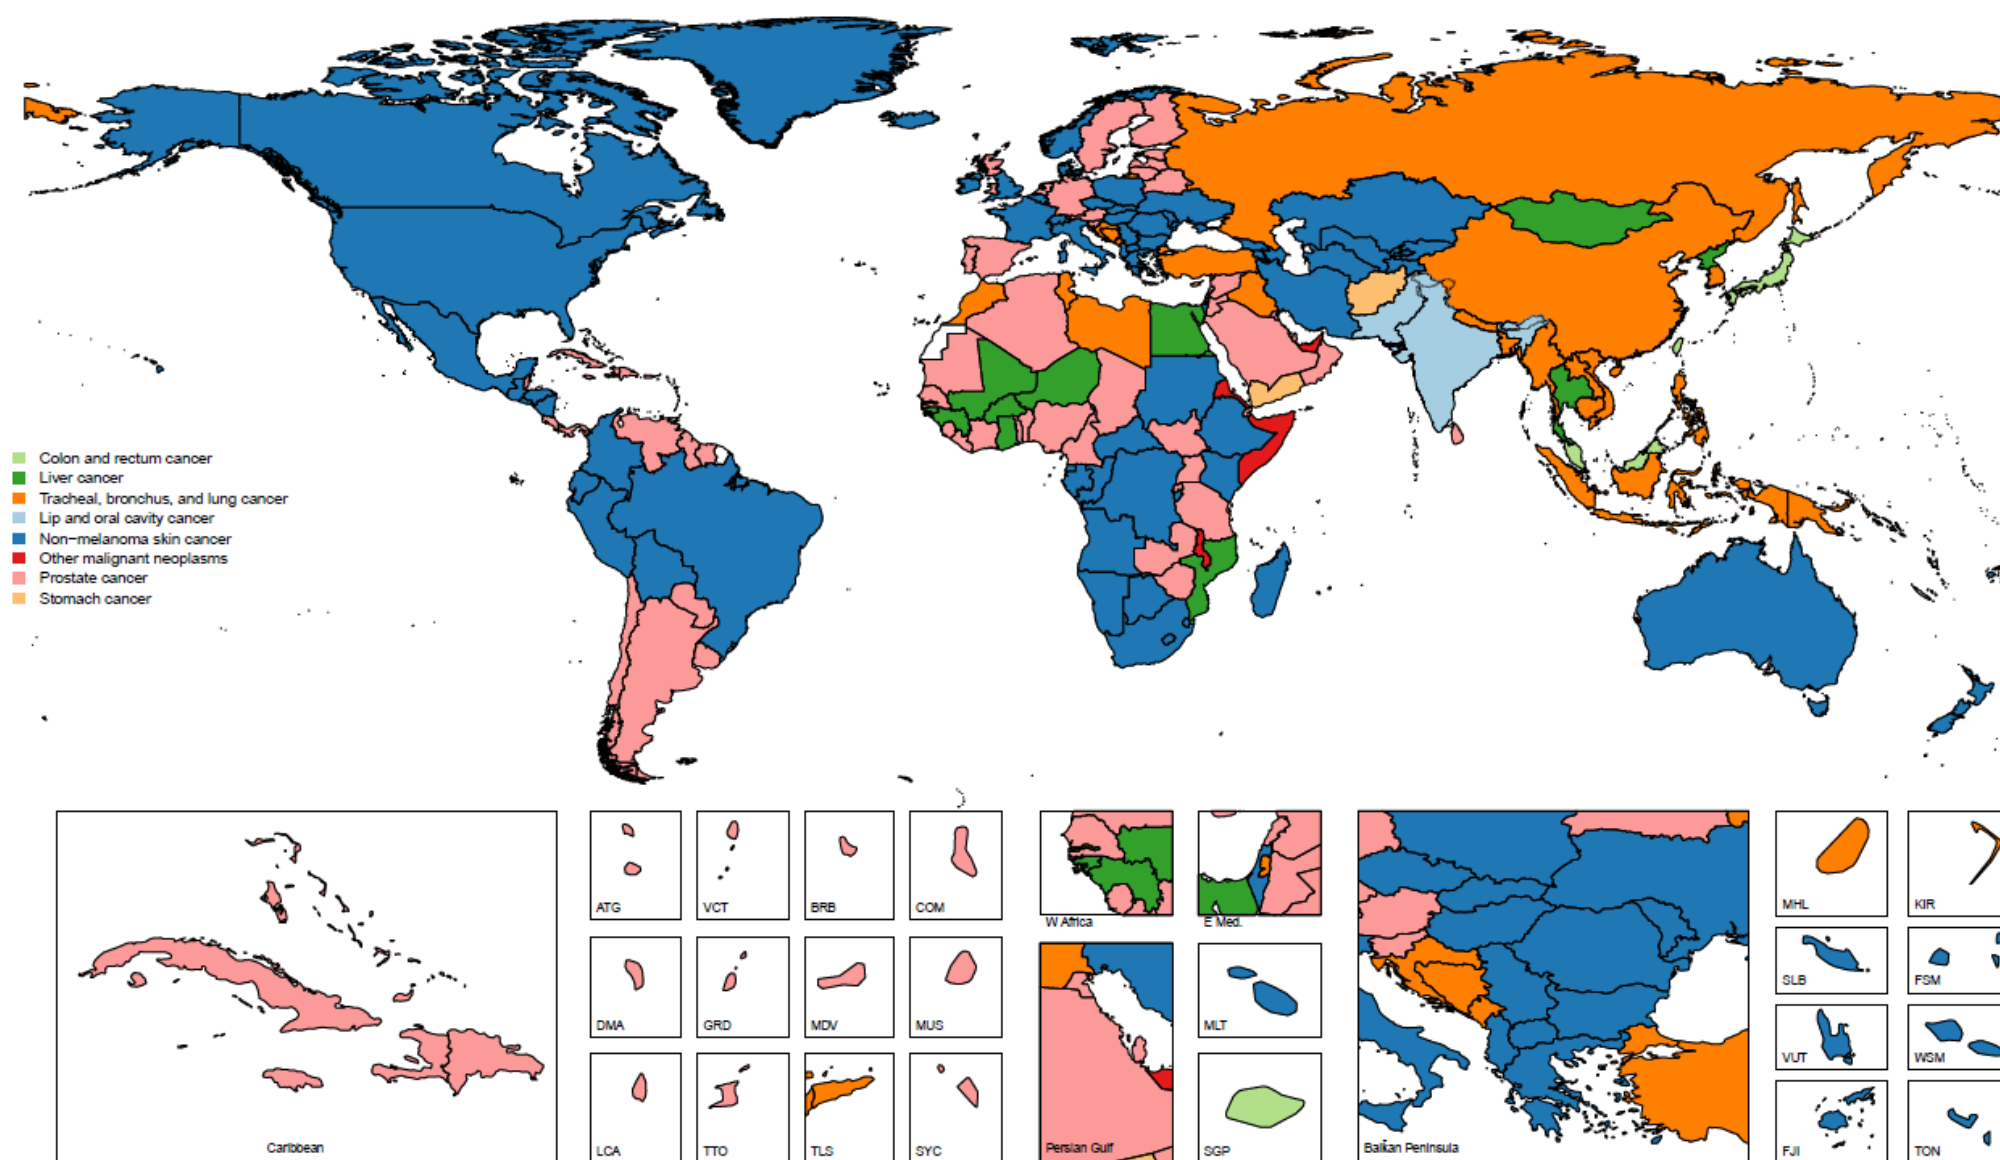 Colon and rectum cancer
Liver cancer
Tracheal, bronchus, and lung cancer
Lip and oral cavity cancer
Non−melanoma skin cancer
Other malignant neoplasms
Prostate cancer
Stomach cancer
Caribbean
ATG
VCT
BRB
COM
DMA
GRD
MDV
MUS
LCA
TTO
TLS
SYC
W Africa
E Med.
Persian Gulf
MLT
SGP
Balkan Peninsula
MHL
KIR
SLB
FSM
VUT
WSM
FJI
TON